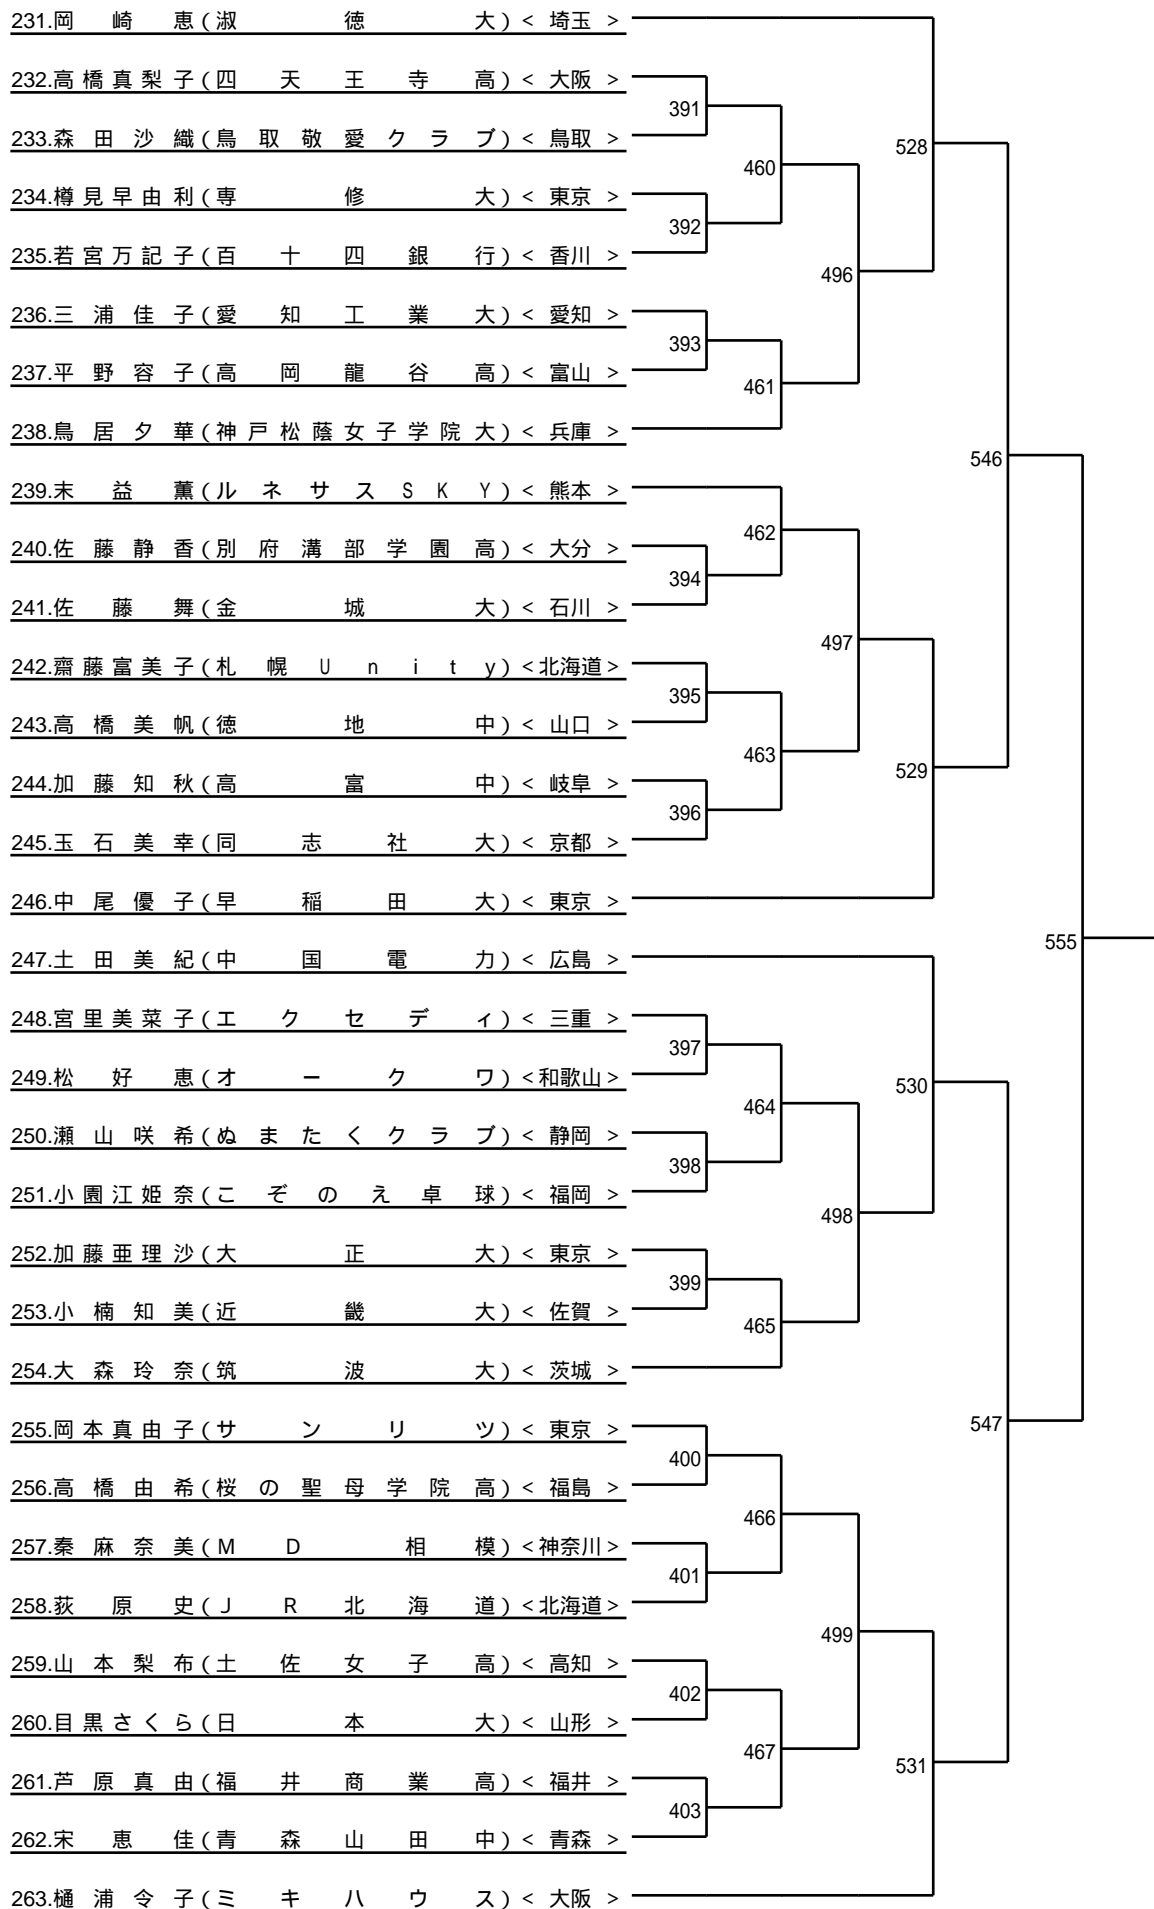 231.岡崎恵(淑徳大)< 埼玉 >
232.高橋真梨子(四天王寺高)< 大阪 >
391
233.森田沙織(鳥取敬愛クラブ)< 鳥取 >
528
460
234.樽見早由利(専修大)< 東京 >
392
235.若宮万記子(百十四銀行)< 香川 >
496
236.三浦佳子(愛知工業大)< 愛知 >
393
237.平野容子(高岡龍谷高)< 富山 >
461
238.鳥居夕華(神戸松蔭女子学院大)< 兵庫 >
546
239.末益薫(ルネサスSKY)< 熊本 >
462
240.佐藤静香(別府溝部学園高)< 大分 >
394
241.佐藤舞(金城大)< 石川 >
497
242.齋藤富美子(札幌Unity)<北海道>
395
243.高橋美帆(徳地中)< 山口 >
463
529
244.加藤知秋(高富中)< 岐阜 >
396
245.玉石美幸(同志社大)< 京都 >
246.中尾優子(早稲田大)< 東京 >
555
247.土田美紀(中国電力)< 広島 >
248.宮里美菜子(エクセディ)< 三重 >
397
249.松好恵(オークワ)<和歌山>
530
464
250.瀬山咲希(ぬまたくクラブ)< 静岡 >
398
251.小園江姫奈(こぞのえ卓球)< 福岡 >
498
252.加藤亜理沙(大正大)< 東京 >
399
253.小楠知美(近畿大)< 佐賀 >
465
254.大森玲奈(筑波大)< 茨城 >
547
255.岡本真由子(サンリツ)< 東京 >
400
256.高橋由希(桜の聖母学院高)< 福島 >
466
257.秦麻奈美(MD相模)<神奈川>
401
258.荻原史(JR北海道)<北海道>
499
259.山本梨布(土佐女子高)< 高知 >
402
260.目黒さくら(日本大)< 山形 >
467
531
261.芦原真由(福井商業高)< 福井 >
403
262.宋恵佳(青森山田中)< 青森 >
263.樋浦令子(ミキハウス)< 大阪 >